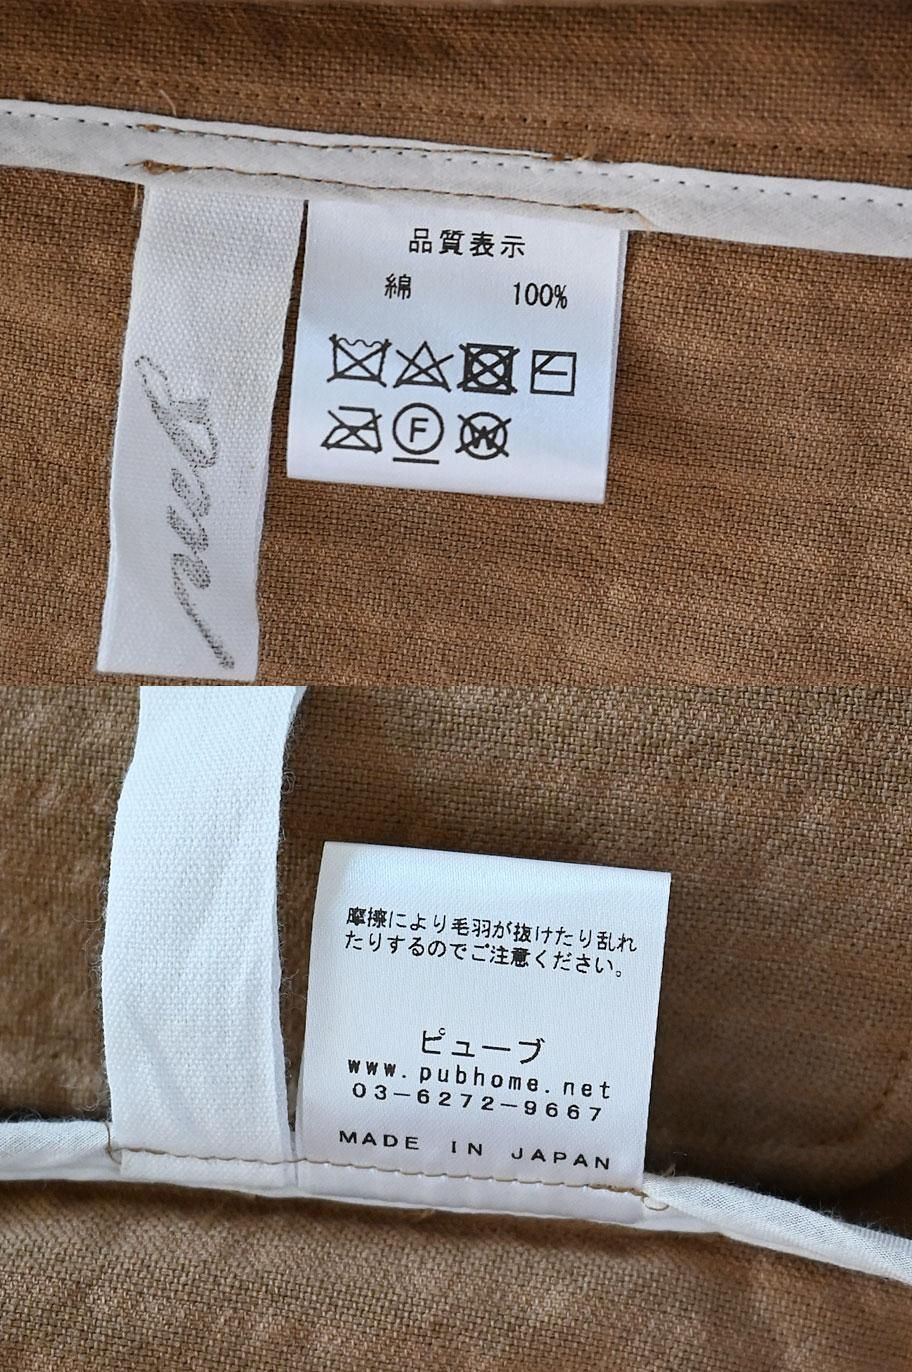 品質表示
綿 100%
F
W
摩擦により毛羽が抜けたり乱れ
たりするのでご注意ください。
ピューブ
www.pubhome.net
03-6272-9667
MADE IN JAPAN